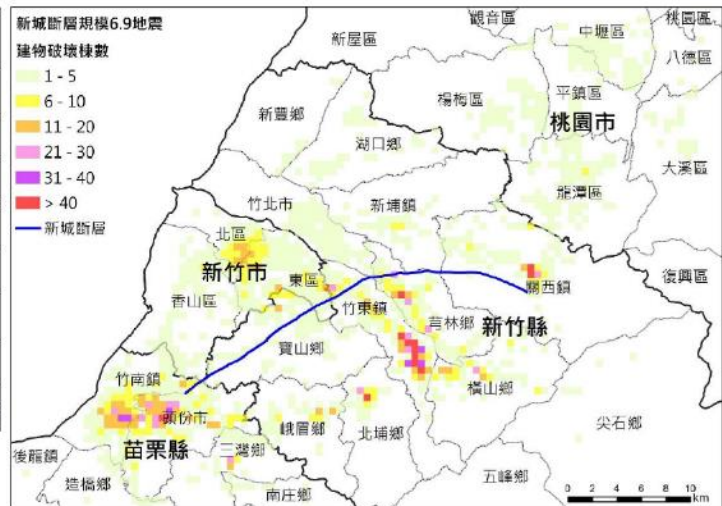 新城斷層規模6.9地震
建物破壞棟數
1 - 5
6 - 10
11 - 20
21 - 30
31 - 40
> 40
新城斷層
觀音區
桃園區
新屋區
中壢區
八德區
楊梅區
平鎮區
桃園市
新豐鄉
湖口鄉
大溪區
龍潭區
竹北市
新埔鎮
北區
新竹市
東區
關西鎮
復興區
香山區
竹東鎮
芎林鄉
新竹縣
寶山鄉
竹南鎮
橫山鄉
頭份市
尖石鄉
峨眉鄉
北埔鄉
苗栗縣
後龍鎮
三灣鄉
五峰鄉
造橋鄉
南庄鄉
0 2 4 6 8 10
km